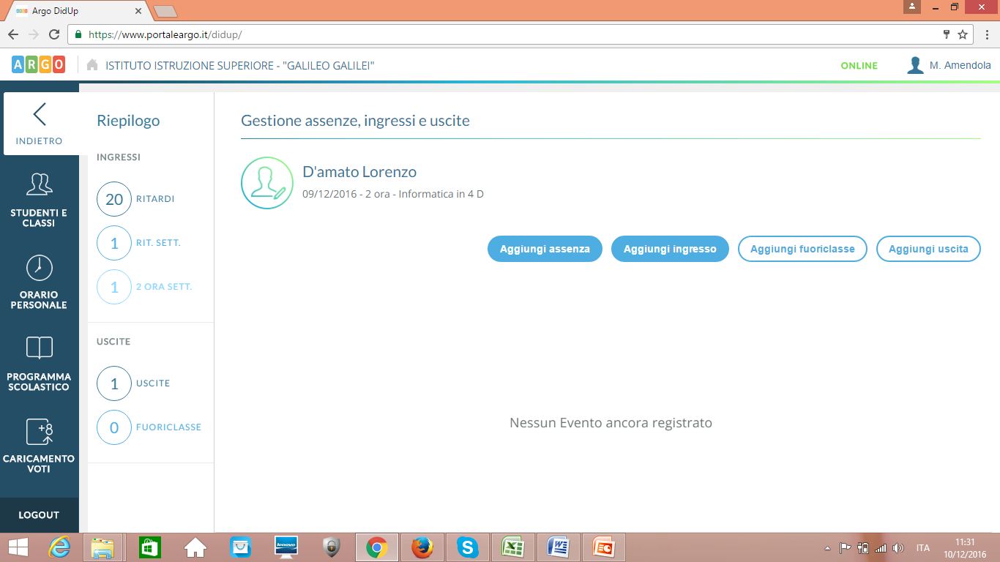 Argo DidUp
https://www.portaleargo.it/didup/
ARGO
ISTITUTO ISTRUZIONE SUPERIORE - "GALILEO GALILEI"
ONLINE
M. Amendola
INDIETRO
STUDENTI E
CLASSI
ORARIO
PERSONALE
PROGRAMMA
SCOLASTICO
+8
CARICAMENTO
VOTI
LOGOUT
Riepilogo
INGRESSI
20 RITARDI
1 RIT. SETT.
1 2 ORA SETT.
USCITE
1 USCITE
0 FUORICLASSE
Gestione assenze, ingressi e uscite
D'amato Lorenzo
09/12/2016 - 2 ora - Informatica in 4 D
Aggiungi assenza
Aggiungi ingresso
Aggiungi fuoriclasse
Aggiungi uscita
Nessun Evento ancora registrato
lenovo
ITA
11:31
10/12/2016